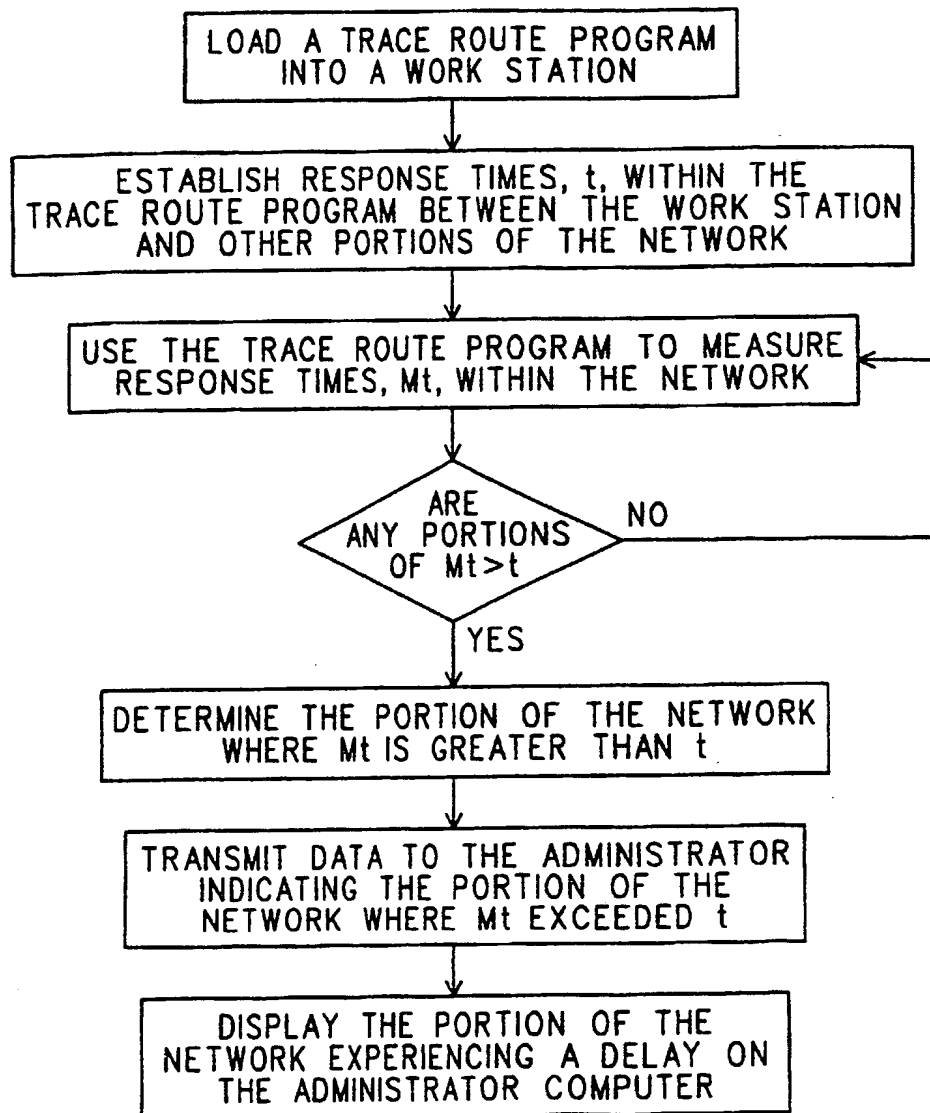 LOAD A TRACE ROUTE PROGRAM
INTO A WORK STATION
ESTABLISH RESPONSE TIMES, t, WITHIN THE
TRACE ROUTE PROGRAM BETWEEN THE WORK STATION
AND OTHER PORTIONS OF THE NETWORK
USE THE TRACE ROUTE PROGRAM TO MEASURE
RESPONSE TIMES, Mt, WITHIN THE NETWORK
ARE
ANY PORTIONS
OF Mt>t
NO
YES
DETERMINE THE PORTION OF THE NETWORK
WHERE Mt IS GREATER THAN t
TRANSMIT DATA TO THE ADMINISTRATOR
INDICATING THE PORTION OF THE
NETWORK WHERE Mt EXCEEDED t
DISPLAY THE PORTION OF THE
NETWORK EXPERIENCING A DELAY ON
THE ADMINISTRATOR COMPUTER